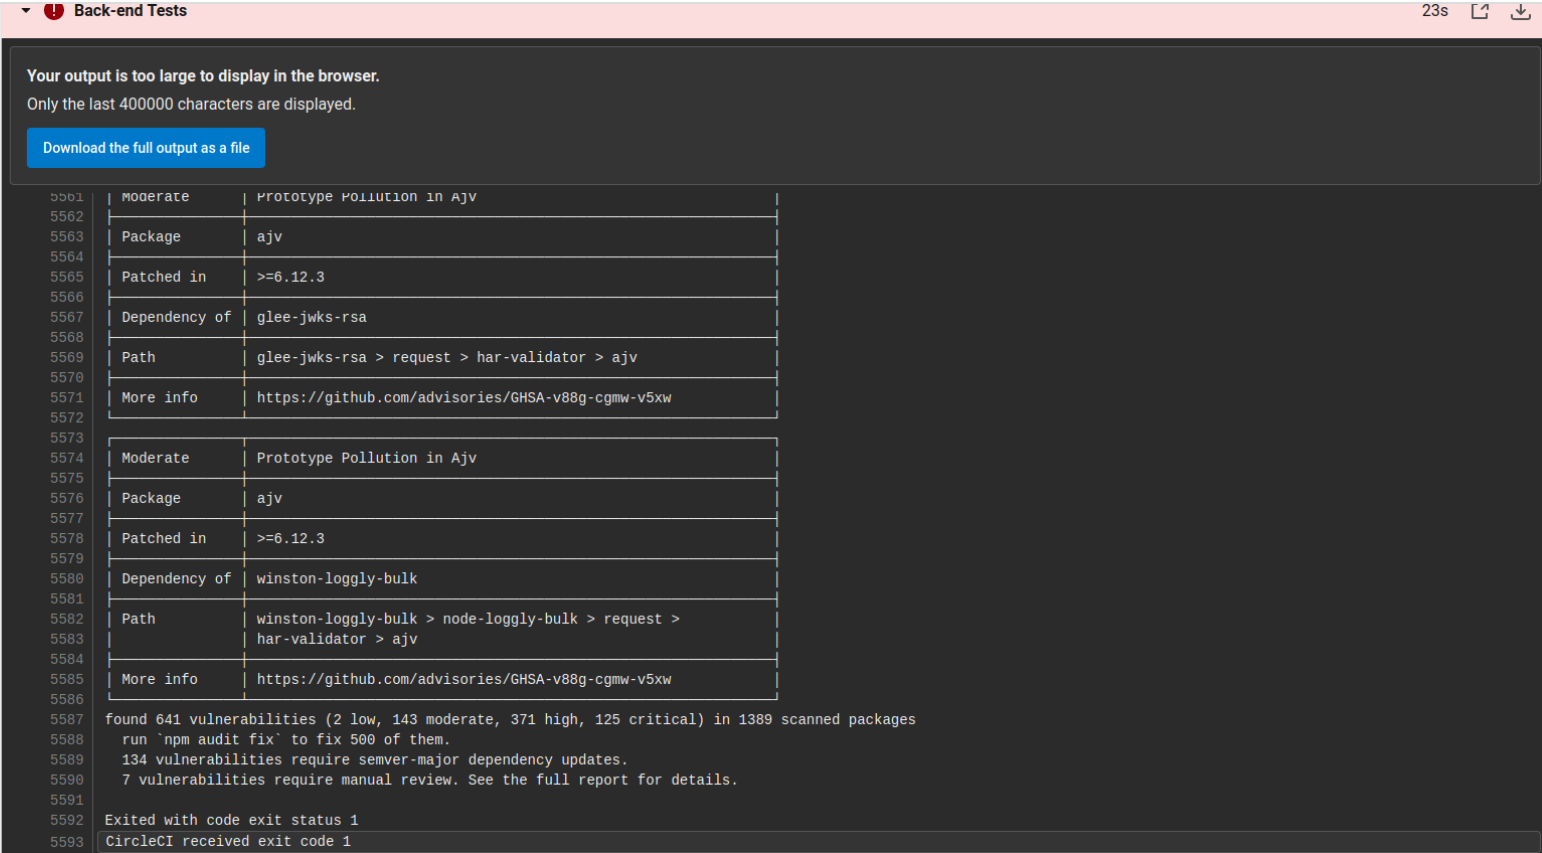 Back-end Tests
23s
Your output is too large to display in the browser.
Only the last 400000 characters are displayed.
Download the full output as a file
5561 Moderate Prototype Pollution in Ajv
5562
5563 Package ajv
5564
5565 Patched in >=6.12.3
5566
5567 Dependency of glee-jwks-rsa
5568
5569 Path glee-jwks-rsa > request > har-validator > ajv
5570
5571 More info https://github.com/advisories/GHSA-v88g-cgmw-v5xw
5572
5573
5574 Moderate Prototype Pollution in Ajv
5575
5576 Package ajv
5577
5578 Patched in >=6.12.3
5579
5580 Dependency of winston-loggly-bulk
5581
5582 Path winston-loggly-bulk > node-loggly-bulk > request >
5583 har-validator > ajv
5584
5585 More info https://github.com/advisories/GHSA-v88g-cgmw-v5xw
5586
5587 found 641 vulnerabilities (2 low, 143 moderate, 371 high, 125 critical) in 1389 scanned packages
5588 run `npm audit fix` to fix 500 of them.
5589 134 vulnerabilities require semver-major dependency updates.
5590 7 vulnerabilities require manual review. See the full report for details.
5591
5592 Exited with code exit status 1
5593 CircleCI received exit code 1